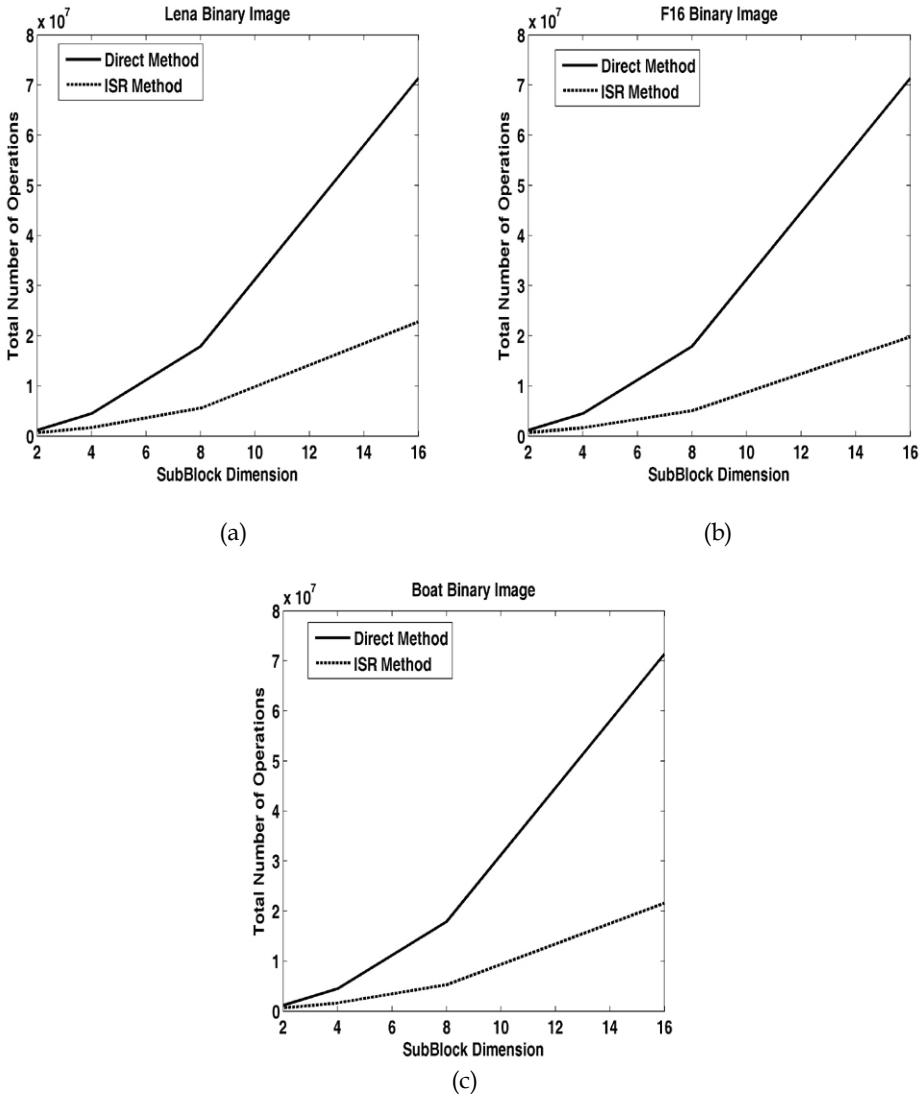 Lena Binary Image
x 10^7
8
7
6
5
4
3
2
1
0
Total Number of Operations
Direct Method
ISR Method
2 4 6 8 10 12 14 16
SubBlock Dimension
(a)
F16 Binary Image
x 10^7
8
7
6
5
4
3
2
1
0
Total Number of Operations
Direct Method
ISR Method
2 4 6 8 10 12 14 16
SubBlock Dimension
(b)
Boat Binary Image
x 10^7
8
7
6
5
4
3
2
1
0
Total Number of Operations
Direct Method
ISR Method
2 4 6 8 10 12 14 16
SubBlock Dimension
(c)